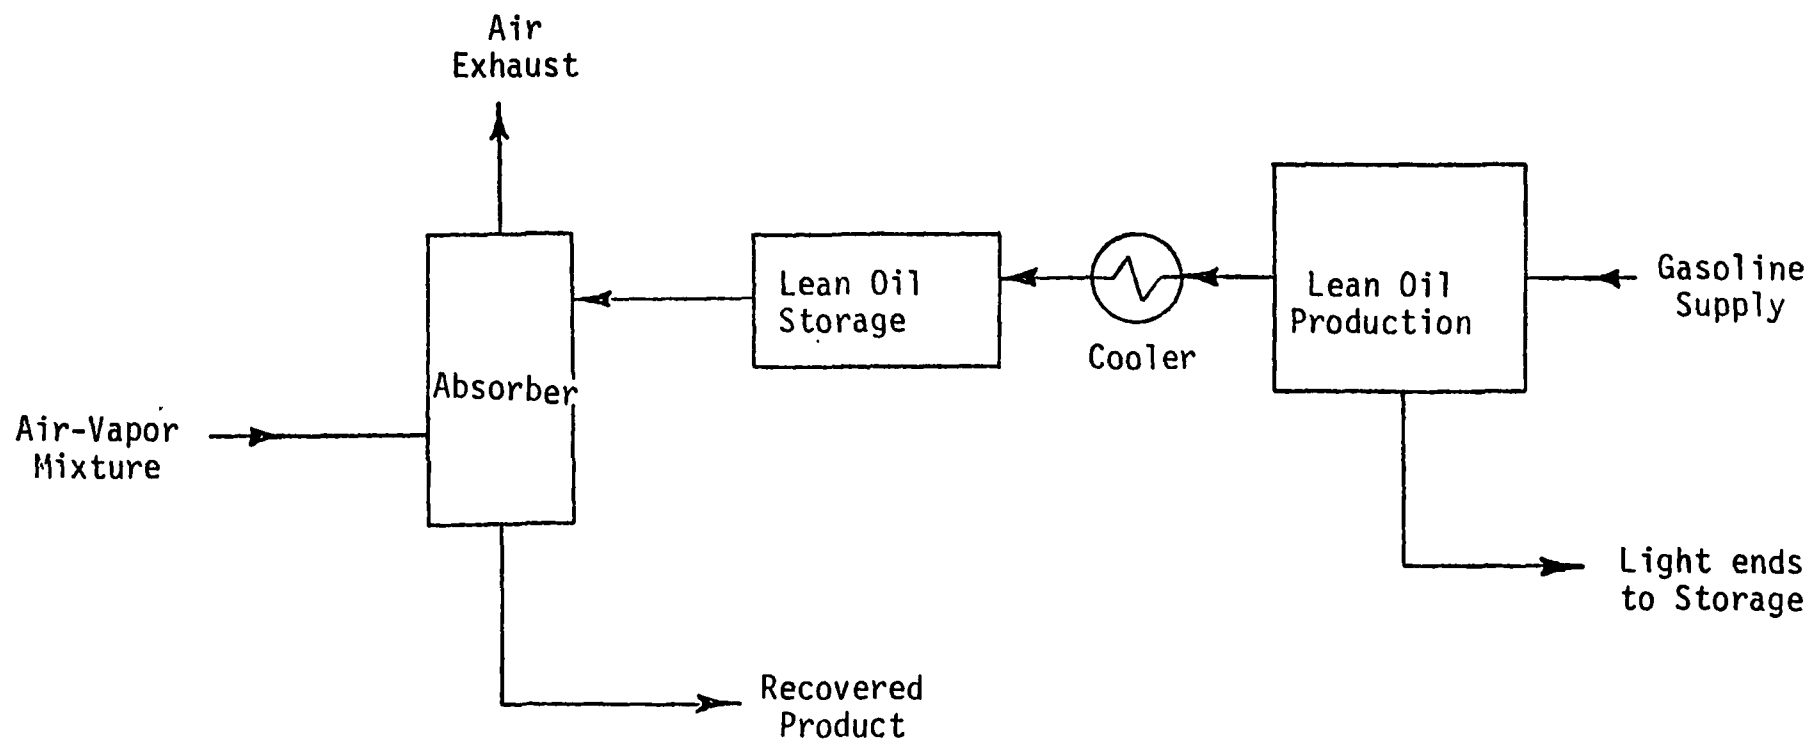 Air
Exhaust
Lean Oil
Storage
Cooler
Lean Oil
Production
Gasoline
Supply
Absorber
Air-Vapor
Mixture
Light ends
to Storage
Recovered
Product